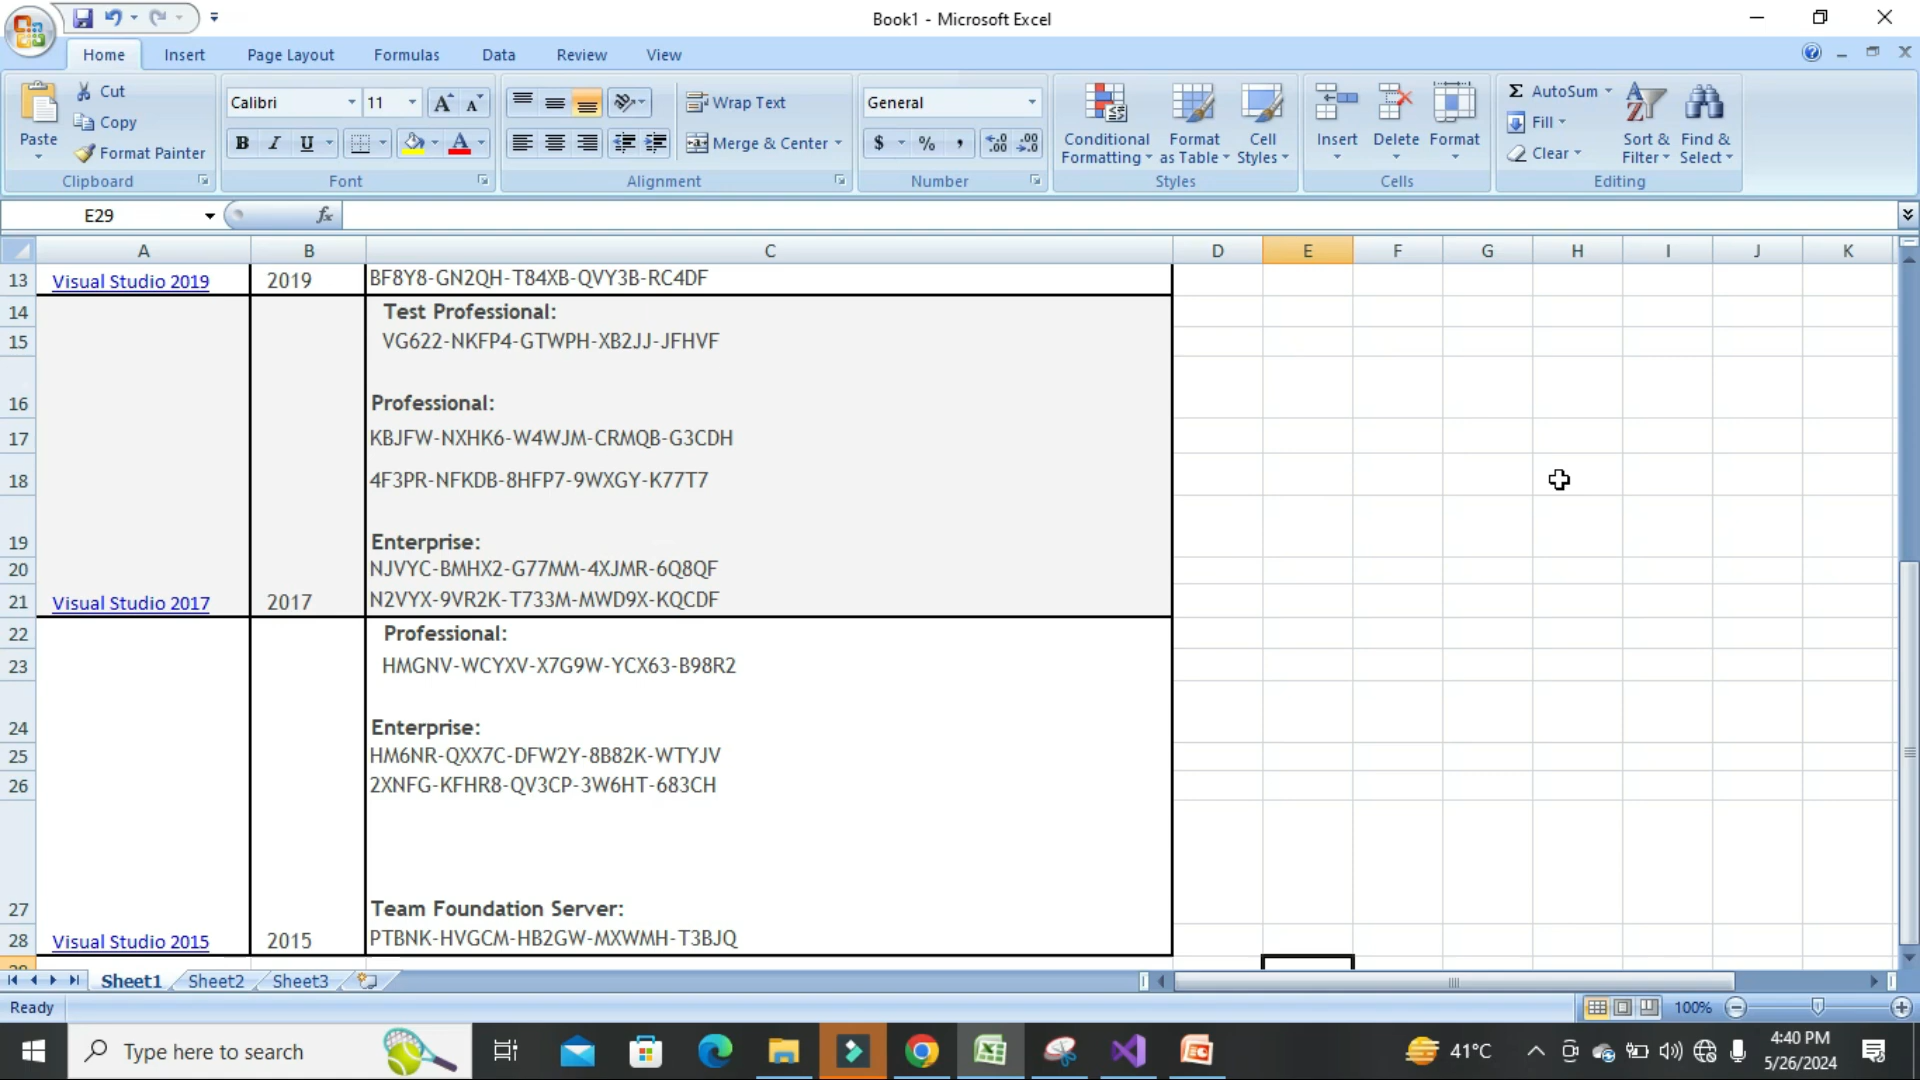 Book1 - Microsoft Excel
Home
Insert
Page Layout
Formulas
Data
Review
View
Paste
Cut
Copy
Format Painter
Clipboard
Calibri
11
B
I
U
Font
Wrap Text
Merge & Center
Alignment
General
$
%
,
Number
Conditional
Formatting
Format
as Table
Cell
Styles
Styles
Insert
Delete
Format
Cells
Σ AutoSum
Fill
Clear
Sort &
Filter
Find &
Select
Editing
E29
fx
A B C D E F G H I J K
13 Visual Studio 2019 2019 BF8Y8-GN2QH-T84XB-QVY3B-RC4DF
14 Test Professional:
15 VG622-NKFP4-GTWPH-XB2JJ-JFHVF
16 Professional:
17 KBJFW-NXHK6-W4WJM-CRMQB-G3CDH
18 4F3PR-NFKDB-8HFP7-9WXGY-K77T7
19 Enterprise:
20 NJVYC-BMHX2-G77MM-4XJMR-6Q8QF
21 Visual Studio 2017 2017 N2VYX-9VR2K-T733M-MWD9X-KQCDF
22 Professional:
23 HMGNV-WCYXV-X7G9W-YCX63-B98R2
24 Enterprise:
25 HM6NR-QXX7C-DFW2Y-8B82K-WTYJV
26 2XNFG-KFHR8-QV3CP-3W6HT-683CH
27 Team Foundation Server:
28 Visual Studio 2015 2015 PTBNK-HVGCM-HB2GW-MXWMH-T3BJQ
Sheet1 Sheet2 Sheet3
Ready
100%
Type here to search
41°C
4:40 PM
5/26/2024